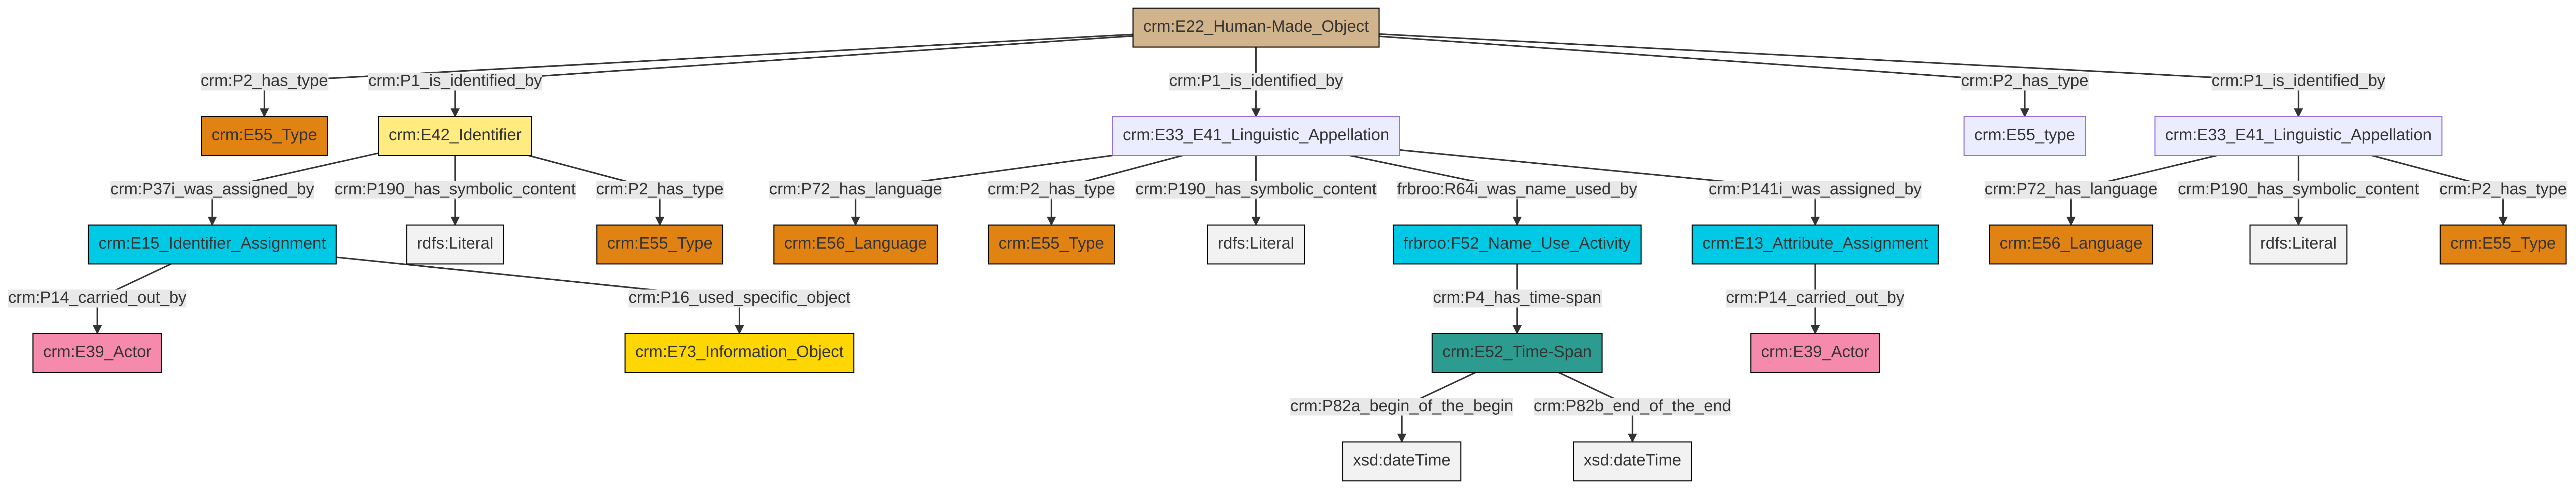 crm:E22_Human-Made_Object
crm:P2_has_type
crm:P1_is_identified_by
crm:P1_is_identified_by
crm:P2_has_type
crm:P1_is_identified_by
crm:E55_Type
crm:E42_Identifier
crm:E33_E41_Linguistic_Appellation
crm:E55_type
crm:E33_E41_Linguistic_Appellation
crm:P37i_was_assigned_by
crm:P190_has_symbolic_content
crm:P2_has_type
crm:P72_has_language
crm:P2_has_type
crm:P190_has_symbolic_content
frbroo:R64i_was_name_used_by
crm:P141i_was_assigned_by
crm:P72_has_language
crm:P190_has_symbolic_content
crm:P2_has_type
crm:E15_Identifier_Assignment
rdfs:Literal
crm:E55_Type
crm:E56_Language
crm:E55_Type
rdfs:Literal
frbroo:F52_Name_Use_Activity
crm:E13_Attribute_Assignment
crm:E56_Language
rdfs:Literal
crm:E55_Type
crm:P14_carried_out_by
crm:P16_used_specific_object
crm:P4_has_time-span
crm:P14_carried_out_by
crm:E39_Actor
crm:E73_Information_Object
crm:E52_Time-Span
crm:E39_Actor
crm:P82a_begin_of_the_begin
crm:P82b_end_of_the_end
xsd:dateTime
xsd:dateTime